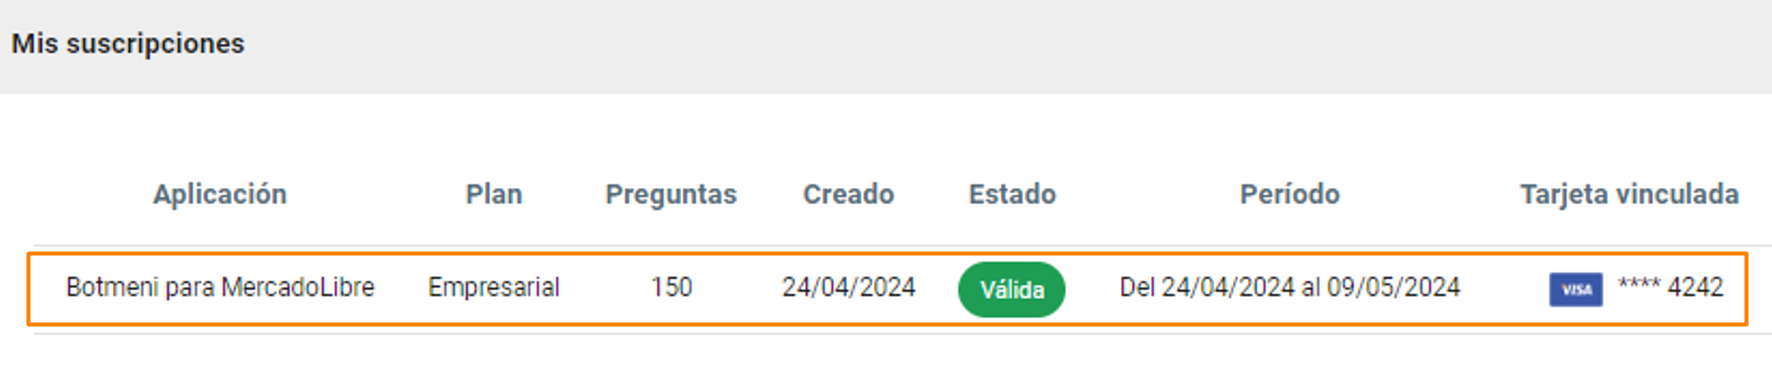 Mis suscripciones
Aplicación Plan Preguntas Creado Estado Período Tarjeta vinculada
Botmeni para MercadoLibre Empresarial 150 24/04/2024 Válida Del 24/04/2024 al 09/05/2024 VISA **** 4242